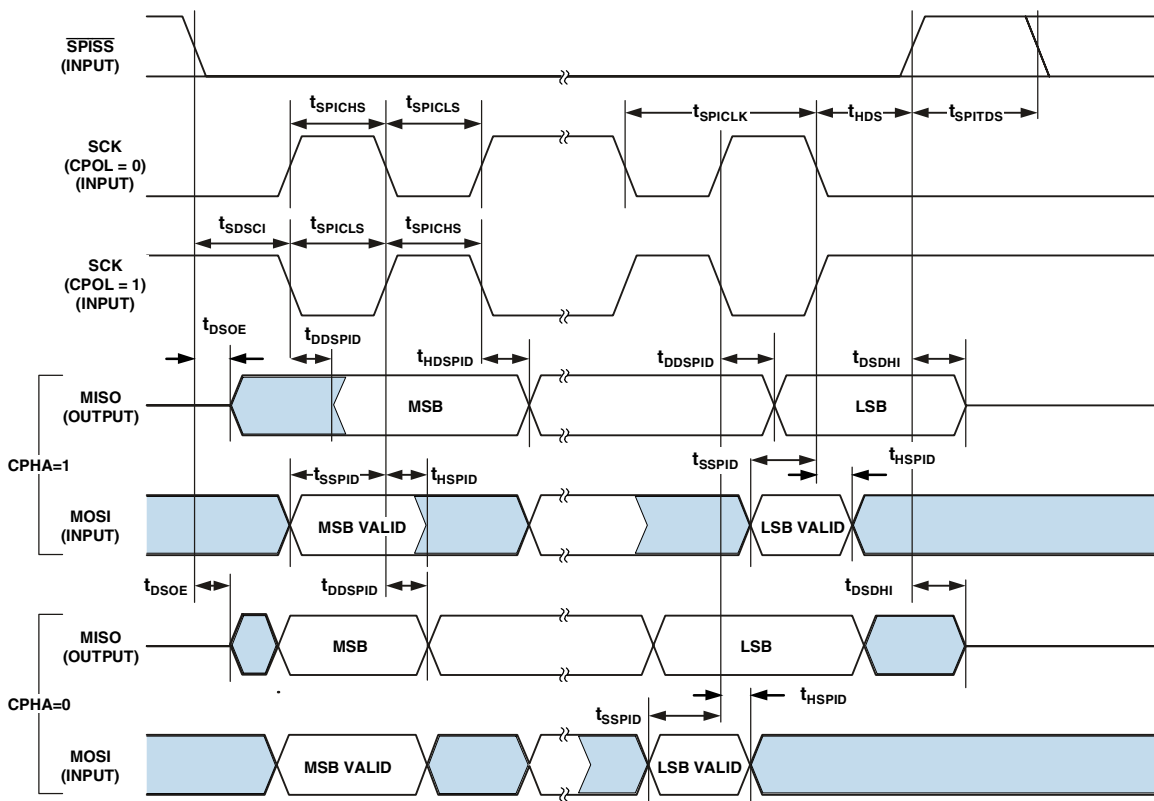 SPISS
(INPUT)
tSPICHS
tSPICLS
tSPICLK
tHDS
tSPITDS
SCK
(CPOL = 0)
(INPUT)
tSDSCI
tSPICLS
tSPICHS
SCK
(CPOL = 1)
(INPUT)
tDSOE
tDDSPID
tHDSPID
tDDSPID
tDSDHI
MISO
(OUTPUT)
MSB
LSB
CPHA=1
tSSPID
tHSPID
tSSPID
tHSPID
MOSI
(INPUT)
MSB VALID
LSB VALID
tDSOE
tDDSPID
tDSDHI
MISO
(OUTPUT)
MSB
LSB
CPHA=0
tSSPID
tHSPID
MOSI
(INPUT)
MSB VALID
LSB VALID